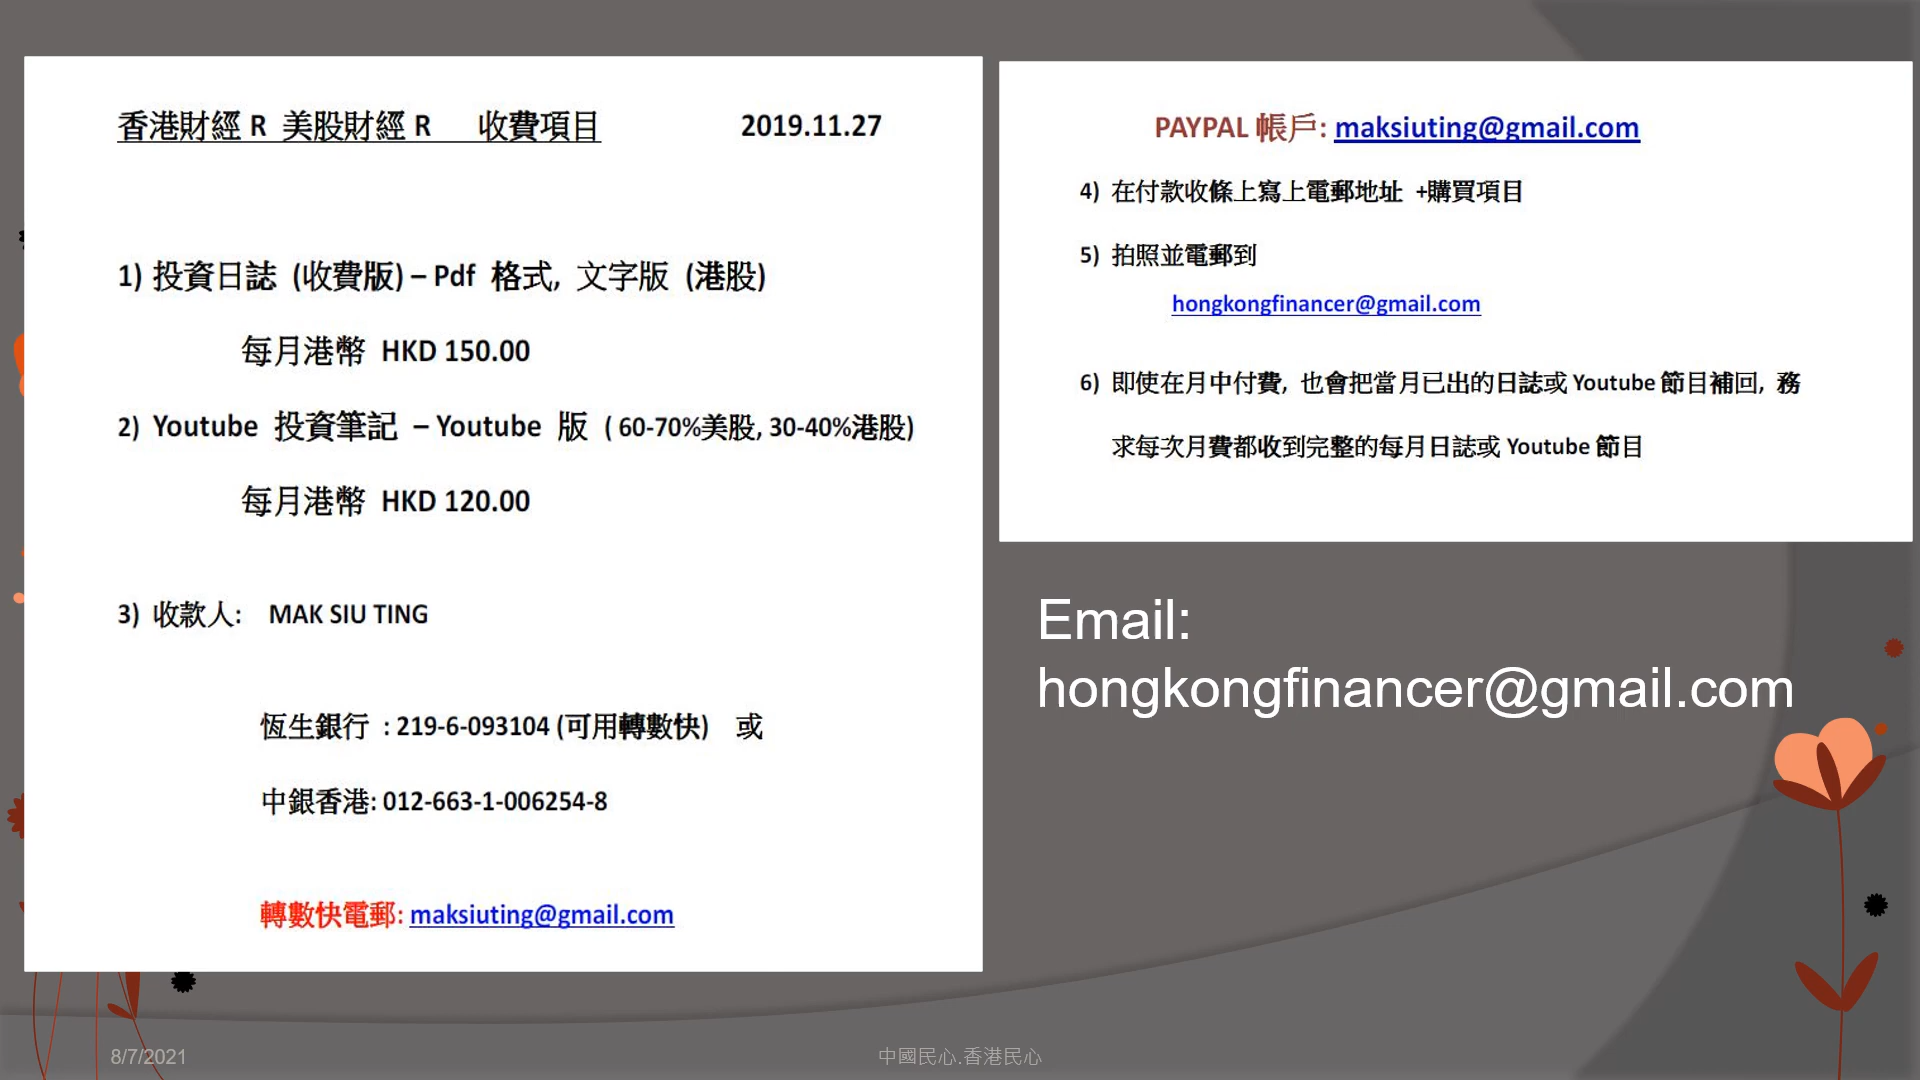 香港財經 R 美股財經 R 收費項目 2019.11.27
1) 投資日誌 (收費版) – Pdf 格式, 文字版 (港股)
每月港幣 HKD 150.00
2) Youtube 投資筆記 – Youtube 版 ( 60-70%美股, 30-40%港股)
每月港幣 HKD 120.00
3) 收款人: MAK SIU TING
恆生銀行 : 219-6-093104 (可用轉數快) 或
中銀香港: 012-663-1-006254-8
轉數快電郵: maksiuting@gmail.com
PAYPAL 帳戶: maksiuting@gmail.com
4) 在付款收條上寫上電郵地址 +購買項目
5) 拍照並電郵到
hongkongfinancer@gmail.com
6) 即使在月中付費, 也會把當月已出的日誌或 Youtube 節目補回, 務
求每次月費都收到完整的每月日誌或 Youtube 節目
Email:
hongkongfinancer@gmail.com
8/7/2021
中國民心.香港民心